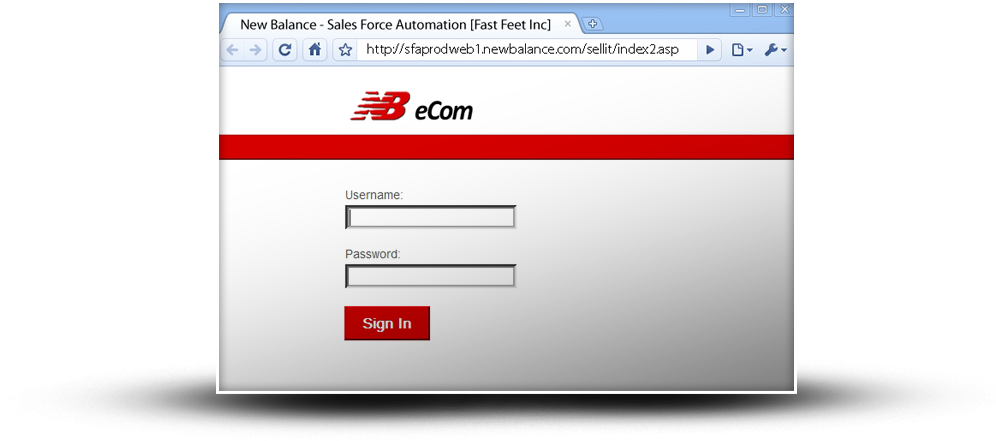 New Balance - Sales Force Automation [Fast Feet Inc]
http://sfaprodweb1.newbalance.com/sellit/index2.asp
NB eCom
Username:
Password:
Sign In